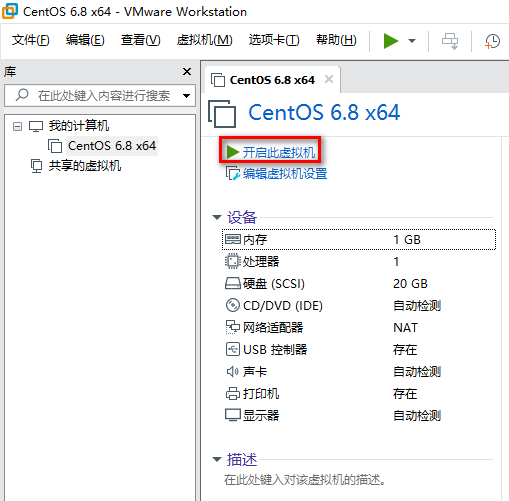 CentOS 6.8 x64 - VMware Workstation
文件(F) 编辑(E) 查看(V) 虚拟机(M) 选项卡(T) 帮助(H)
库
在此处键入内容进行搜索
我的计算机
CentOS 6.8 x64
共享的虚拟机
CentOS 6.8 x64
CentOS 6.8 x64
开启此虚拟机
编辑虚拟机设置
设备
内存 1 GB
处理器 1
硬盘 (SCSI) 20 GB
CD/DVD (IDE) 自动检测
网络适配器 NAT
USB 控制器 存在
声卡 自动检测
打印机 存在
显示器 自动检测
描述
在此处键入对该虚拟机的描述。